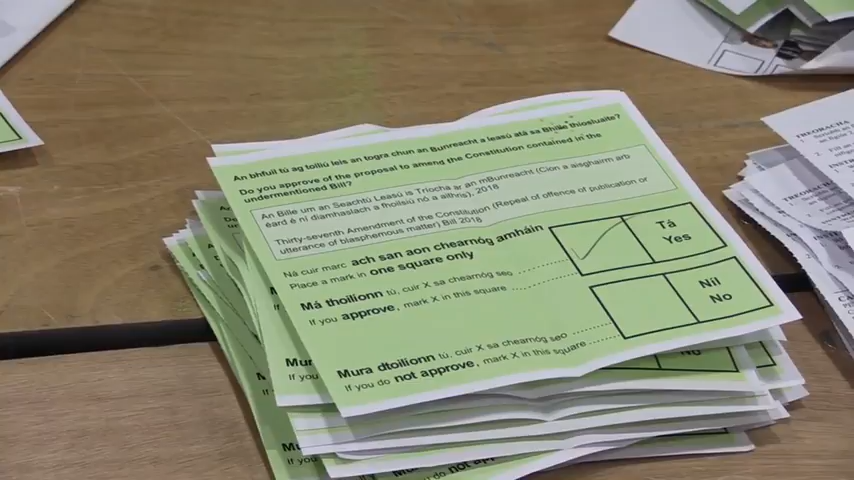 An bhfuil tú ag toiliú leis an togra chun an Bunreacht a leasú atá sa Bhille thíosluaite?
Do you approve of the proposal to amend the Constitution contained in the
undermentioned Bill?
An Bille um an Seachtú Leasú is Tríocha ar an mBunreacht (Cion a aisghairm arb
éard é ní diamhaslach a fhoilsiú nó a aithris), 2018
Thirty-seventh Amendment of the Constitution (Repeal of offence of publication or
utterance of blasphemous matter) Bill 2018
Ná cuir marc ach san aon chearnóg amháin
Place a mark in one square only
Tá
Yes
Má thoilíonn tú, cuir X sa chearnóg seo
If you approve, mark X in this square
Níl
No
Mura dtoilíonn tú, cuir X sa chearnóg seo
If you do not approve, mark X in this square